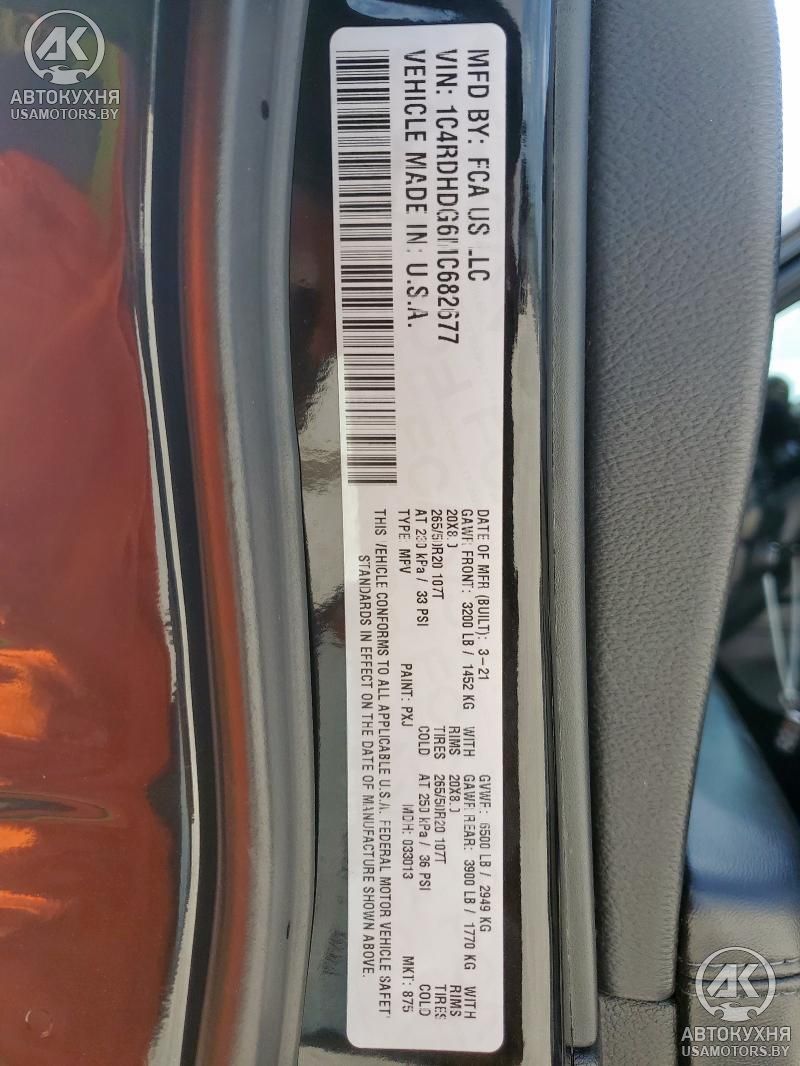 АВТОКУХНЯ
USAMOTORS.BY
MFD BY: FCA US LLC
VIN: 1C4RDHDG6MC682677
VEHICLE MADE IN: U.S.A.
DATE OF MFR (BUILT): 3-21
GVWR: 6500 LB / 2949 KG
GAWR FRONT: 3200 LB / 1452 KG WITH
GAWR REAR: 3900 LB / 1770 KG WITH
20X8.0 RIMS
20X8.0 RIMS
265/50R20 107T TIRES
265/50R20 107T TIRES
AT 230 kPa / 33 PSI COLD
AT 250 kPa / 36 PSI COLD
TYPE: MPV PAINT: PXJ MDH: 033013 MKT: 875
THIS VEHICLE CONFORMS TO ALL APPLICABLE U.S.A. FEDERAL MOTOR VEHICLE SAFETY
STANDARDS IN EFFECT ON THE DATE OF MANUFACTURE SHOWN ABOVE.
АВТОКУХНЯ
USAMOTORS.BY